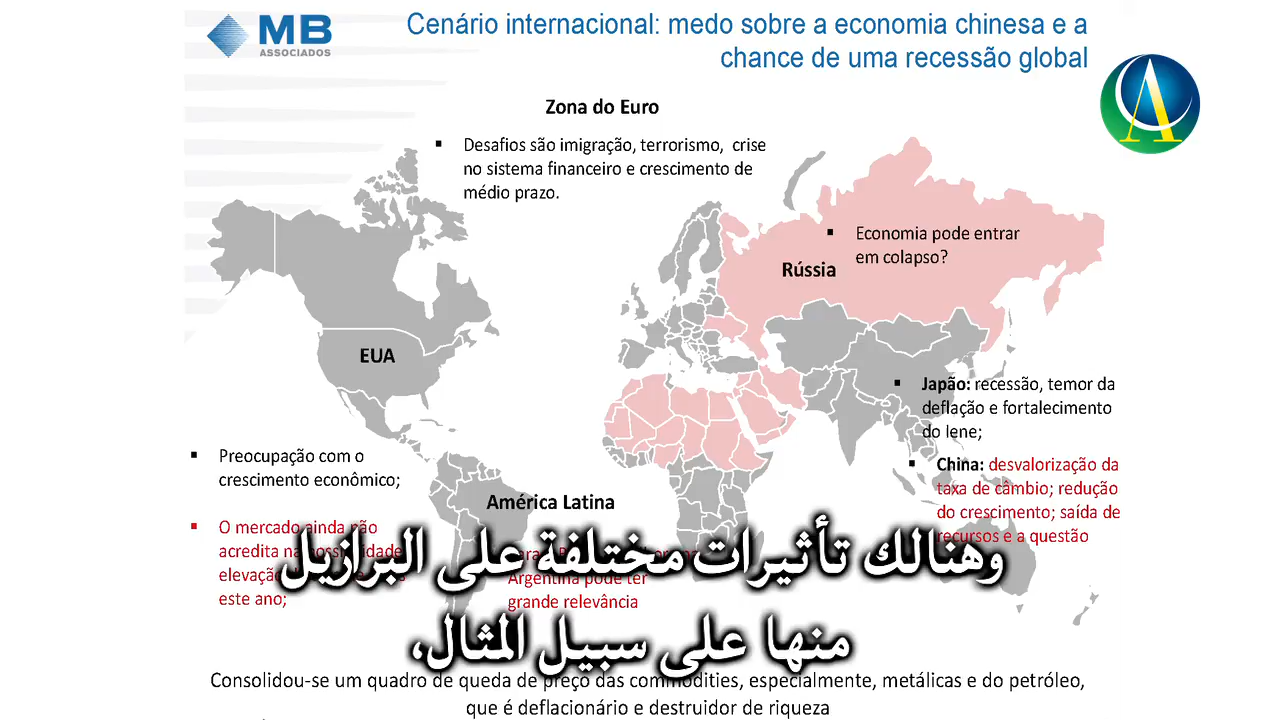 MB
ASSOCIADOS
Cenário internacional: medo sobre a economia chinesa e a
chance de uma recessão global
A
Zona do Euro
Desafios são imigração, terrorismo, crise
no sistema financeiro e crescimento de
médio prazo.
Rússia
Economia pode entrar
em colapso?
EUA
Preocupação com o
crescimento econômico;
O mercado ainda não
acredita na
elevação
este ano;
América Latina
Argentina pode ter
grande relevância
Japão: recessão, temor da
deflação e fortalecimento
do Iene;
China: desvalorização da
taxa de câmbio; redução
do crescimento; saída de
recursos e a questão
وهنالك تأثيرات مختلفة على البرازيل
منها على سبيل المثال،
Consolidou-se um quadro de queda de preço das commodities, especialmente, metálicas e do petróleo,
que é deflacionário e destruidor de riqueza